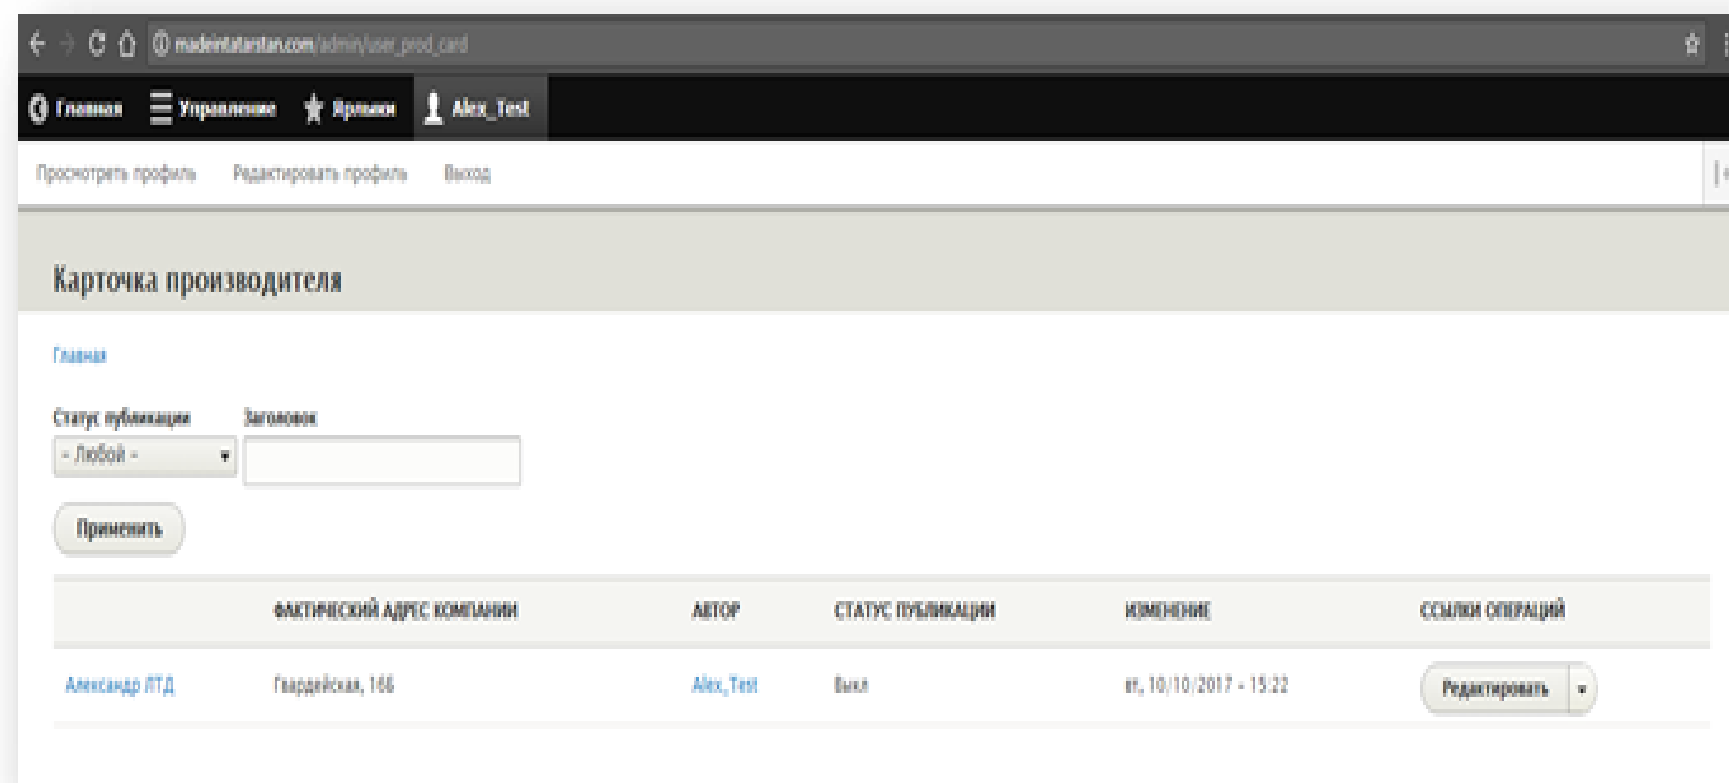 madeintatarstan.com/admin/user_prod_card
Главная Управление Ярлыки Alex_Test
Просмотреть профиль Редактировать профиль Выход
Карточка производителя
Главная
Статус публикации Заголовок
- Любой -
Применить
ФАКТИЧЕСКИЙ АДРЕС КОМПАНИИ АВТОР СТАТУС ПУБЛИКАЦИИ ИЗМЕНЕНИЕ ССЫЛКИ ОПЕРАЦИЙ
Александр ЛТД Гвардейская, 16Б Alex_Test Выкл вт, 10/10/2017 - 15:22 Редактировать